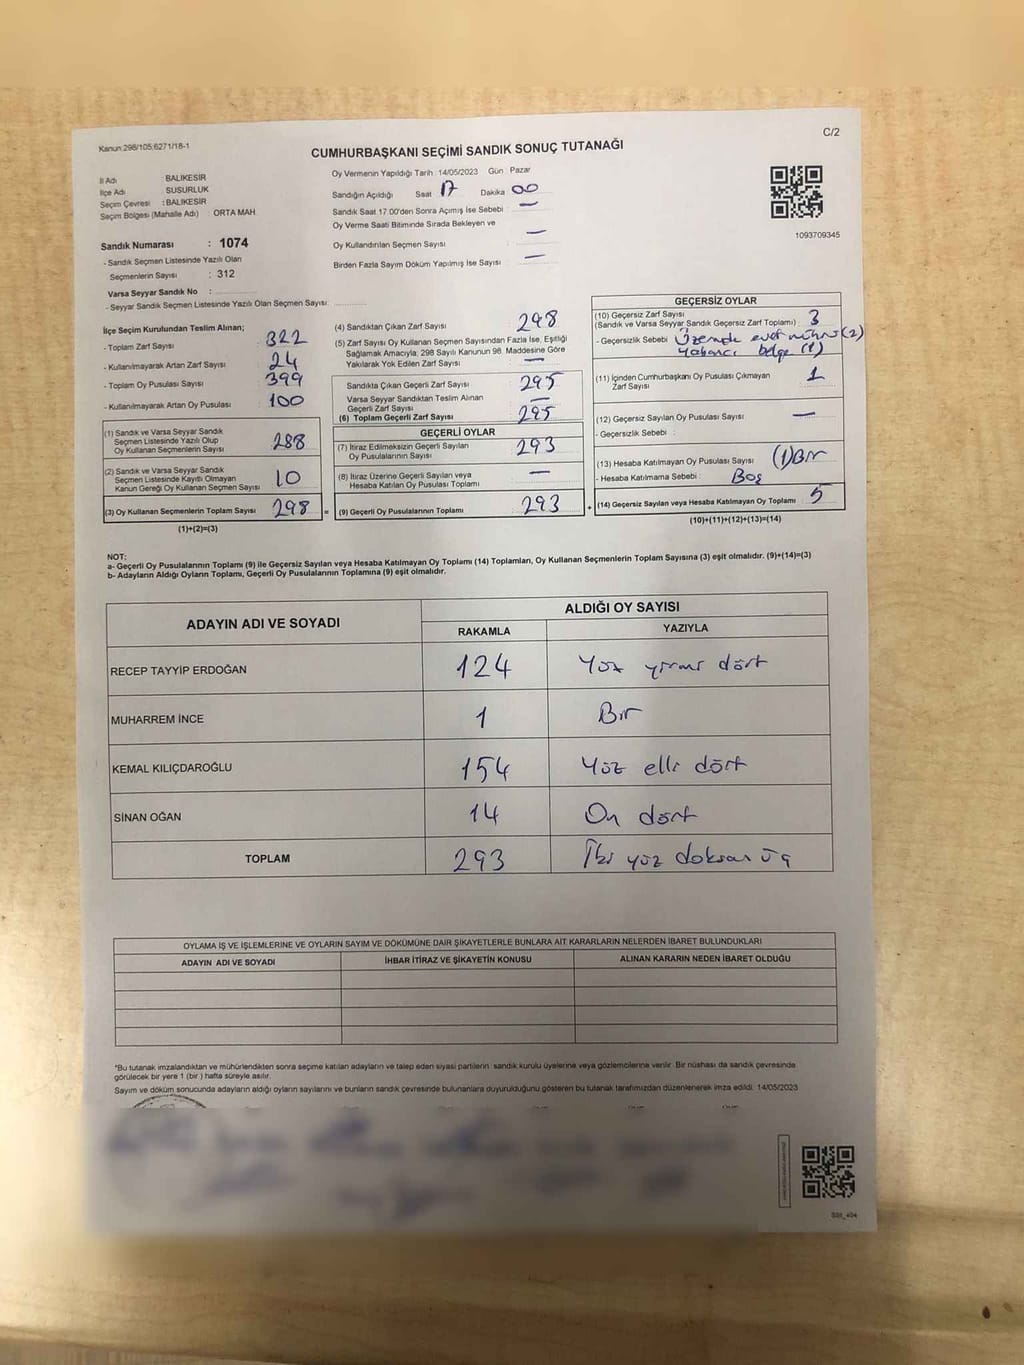 Kanun:298/105;6271/18-1
C/2
CUMHURBAŞKANI SEÇİMİ SANDIK SONUÇ TUTANAĞI
İl Adı : BALIKESİR
İlçe Adı SUSURLUK
Seçim Çevresi : BALIKESİR
Seçim Bölgesi (Mahalle Adı) : ORTA MAH.
Sandık Numarası : 1074
- Sandık Seçmen Listesinde Yazılı Olan
Seçmenlerin Sayısı : 312
Varsa Seyyar Sandık No :
- Seyyar Sandık Seçmen Listesinde Yazılı Olan Seçmen Sayısı:
Oy Vermenin Yapıldığı Tarih :14/05/2023 Gün : Pazar
Sandığın Açıldığı Saat 17 Dakika 00
Sandık Saat 17.00'den Sonra Açımış İse Sebebi : —
Oy Verme Saati Bitiminde Sırada Bekleyen ve
Oy Kullandırılan Seçmen Sayısı : —
Birden Fazla Sayım Döküm Yapılmış İse Sayısı : —
1093709345
İlçe Seçim Kurulundan Teslim Alınan;
- Toplam Zarf Sayısı : 322
- Kullanılmayarak Artan Zarf Sayısı : 24
- Toplam Oy Pusulası Sayısı : 399
- Kullanılmayarak Artan Oy Pusulası : 100
(1) Sandık ve Varsa Seyyar Sandık
Seçmen Listesinde Yazılı Olup
Oy Kullanan Seçmenlerin Sayısı 288
(2) Sandık ve Varsa Seyyar Sandık
Seçmen Listesinde Kayıtlı Olmayan
Kanun Gereği Oy Kullanan Seçmen Sayısı 10
(3) Oy Kullanan Seçmenlerin Toplam Sayısı 298
(1)+(2)=(3)
(4) Sandıktan Çıkan Zarf Sayısı : 298
(5) Zarf Sayısı Oy Kullanan Seçmen Sayısından Fazla İse, Eşitliği
Sağlamak Amacıyla, 298 Sayılı Kanunun 98. Maddesine Göre
Yakılarak Yok Edilen Zarf Sayısı : —
Sandıkta Çıkan Geçerli Zarf Sayısı : 295
Varsa Seyyar Sandıktan Teslim Alınan
Geçerli Zarf Sayısı : —
(6) Toplam Geçerli Zarf Sayısı : 295
GEÇERLİ OYLAR
(7) İtiraz Edilmeksizin Geçerli Sayılan
Oy Pusulalarının Sayısı 293
(8) İtiraz Üzerine Geçerli Sayılan veya
Hesaba Katılan Oy Pusulası Toplamı —
= (9) Geçerli Oy Pusulalarının Toplamı 293
GEÇERSİZ OYLAR
(10) Geçersiz Zarf Sayısı
(Sandık ve Varsa Seyyar Sandık Geçersiz Zarf Toplamı) : 3
- Geçersizlik Sebebi : Üzerinde evet mührü (2)
Yabancı belge (1)
(11) İçinden Cumhurbaşkanı Oy Pusulası Çıkmayan
Zarf Sayısı : 1
(12) Geçersiz Sayılan Oy Pusulası Sayısı : —
- Geçersizlik Sebebi :
(13) Hesaba Katılmayan Oy Pusulası Sayısı : (1)Bir
- Hesaba Katılmama Sebebi : Boş
+ (14) Geçersiz Sayılan veya Hesaba Katılmayan Oy Toplamı : 5
(10)+(11)+(12)+(13)=(14)
NOT:
a- Geçerli Oy Pusulalarının Toplamı (9) ile Geçersiz Sayılan veya Hesaba Katılmayan Oy Toplamı (14) Toplamları, Oy Kullanan Seçmenlerin Toplam Sayısına (3) eşit olmalıdır. (9)+(14)=(3)
b- Adayların Aldığı Oyların Toplamı, Geçerli Oy Pusulalarının Toplamına (9) eşit olmalıdır.
ADAYIN ADI VE SOYADI
ALDIĞI OY SAYISI
RAKAMLA YAZIYLA
RECEP TAYYİP ERDOĞAN 124 Yüz yirmi dört
MUHARREM İNCE 1 Bir
KEMAL KILIÇDAROĞLU 154 Yüz elli dört
SİNAN OĞAN 14 On dört
TOPLAM 293 İki yüz doksan üç
OYLAMA İŞ VE İŞLEMLERİNE VE OYLARIN SAYIM VE DÖKÜMÜNE DAİR ŞİKAYETLERLE BUNLARA AİT KARARLARIN NELERDEN İBARET BULUNDUKLARI
ADAYIN ADI VE SOYADI İHBAR İTİRAZ VE ŞİKAYETİN KONUSU ALINAN KARARIN NEDEN İBARET OLDUĞU
*Bu tutanak imzalandıktan ve mühürlendikten sonra seçime katılan adayların ve talep eden siyasi partilerin sandık kurulu üyelerine veya gözlemcilerine verilir. Bir nüshası da sandık çevresinde
görülecek bir yere 1 (bir) hafta süreyle asılır.
Sayım ve döküm sonucunda adayların aldığı oyların sayılarını ve bunların sandık çevresinde bulunanlara duyurulduğunu gösteren bu tutanak tarafımızdan düzenlenerek imza edildi. 14/05/2023